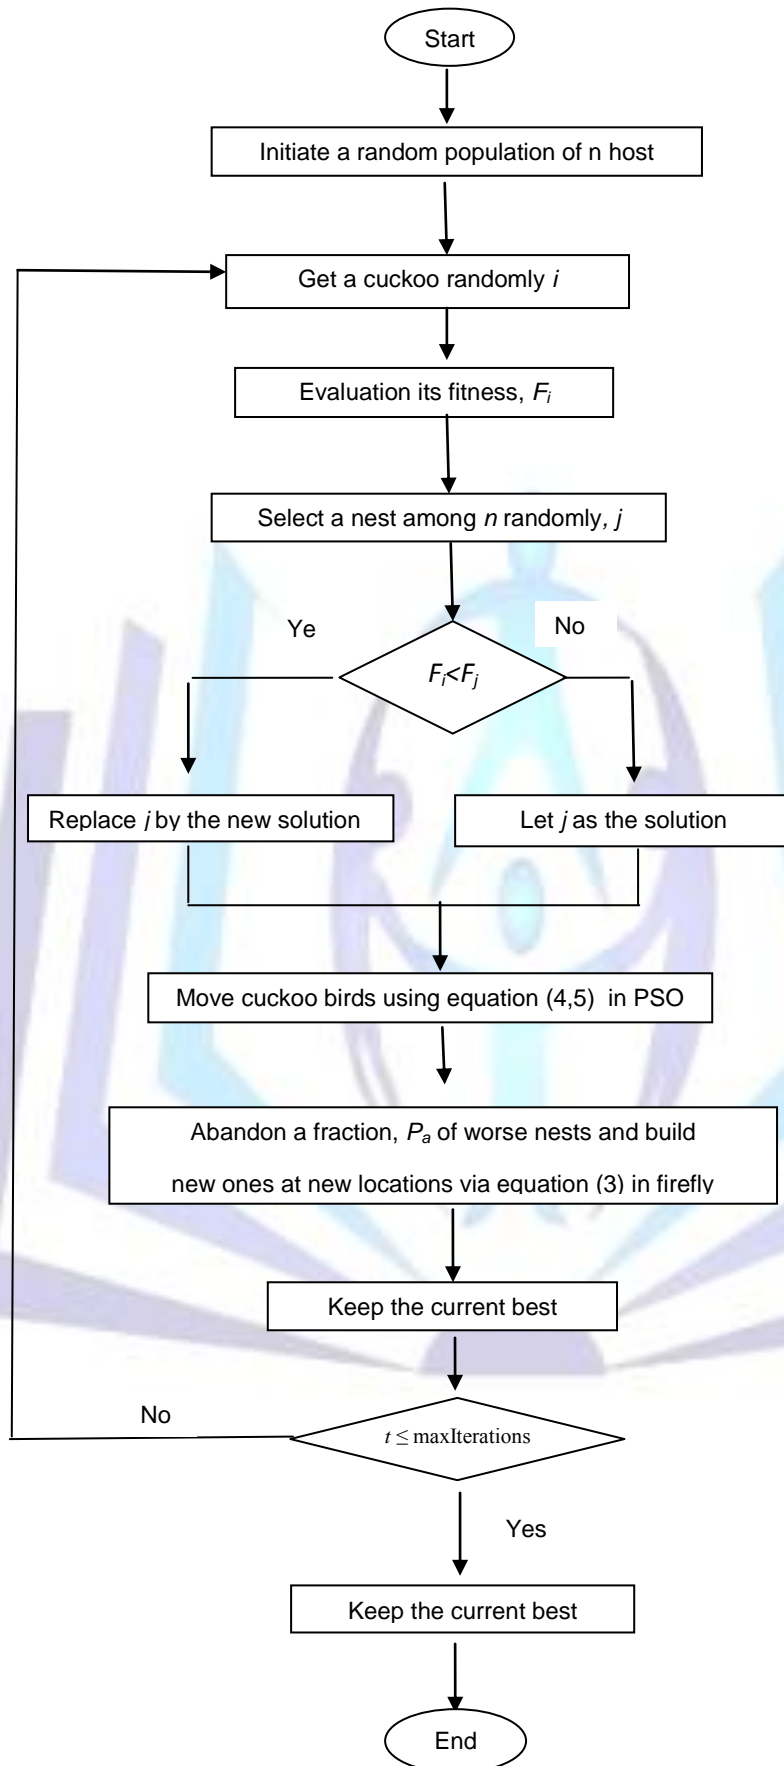 Start
Initiate a random population of n host
Get a cuckoo randomly i
Evaluation its fitness, Fi
Select a nest among n randomly, j
Ye
No
Fi<Fj
Replace j by the new solution
Let j as the solution
Move cuckoo birds using equation (4,5) in PSO
Abandon a fraction, Pa of worse nests and build
new ones at new locations via equation (3) in firefly
Keep the current best
No
t ≤ maxIterations
Yes
Keep the current best
End